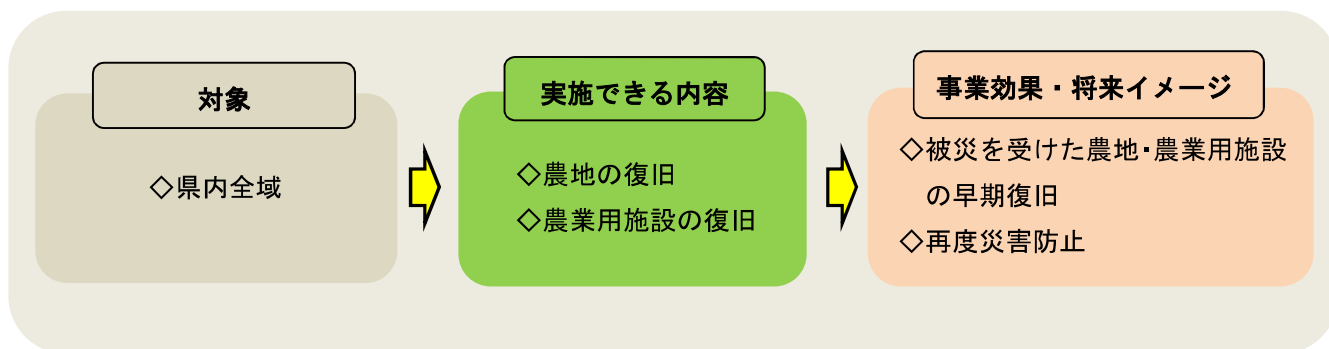 対象
◇県内全域
実施できる内容
◇農地の復旧
◇農業用施設の復旧
事業効果・将来イメージ
◇被災を受けた農地・農業用施設
の早期復旧
◇再度災害防止